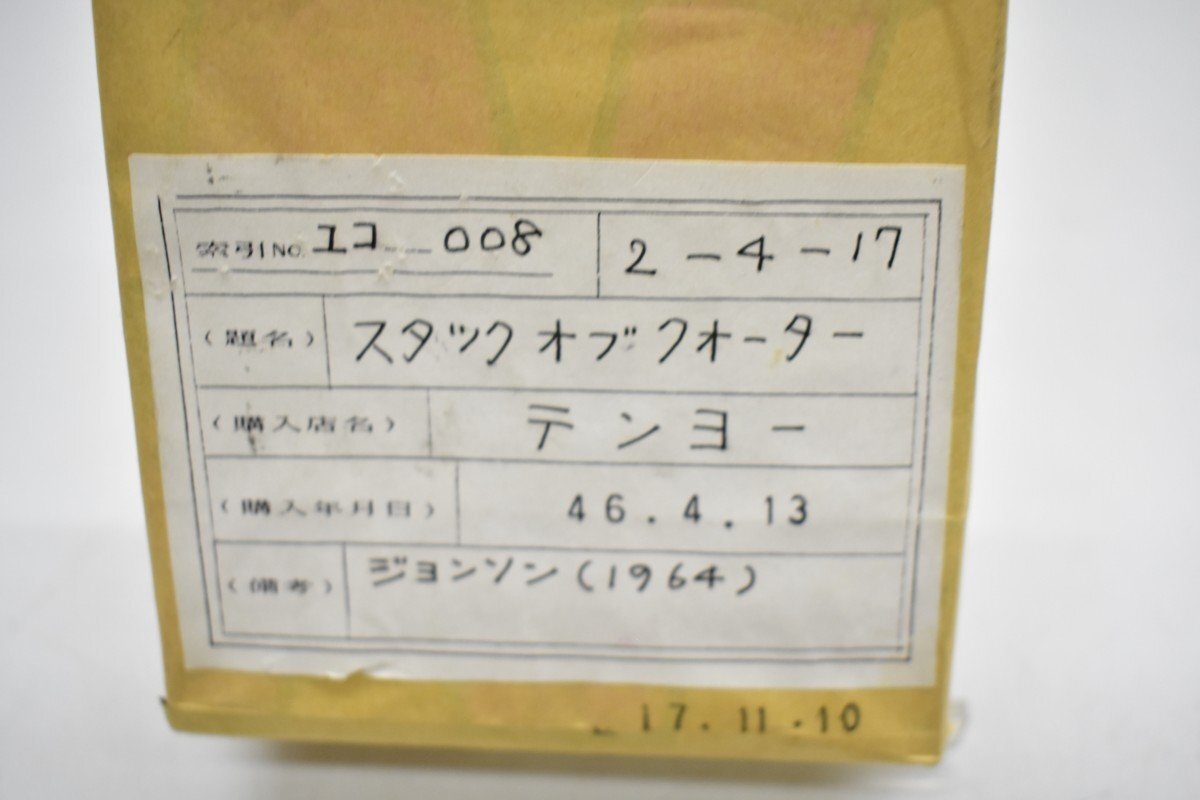 索引NO. ユコ-008 2-4-17
(題名) スタック オブ クォーター
(購入店名) テンヨー
(購入年月日) 46.4.13
(備考) ジョンソン(1964)
17.11.10